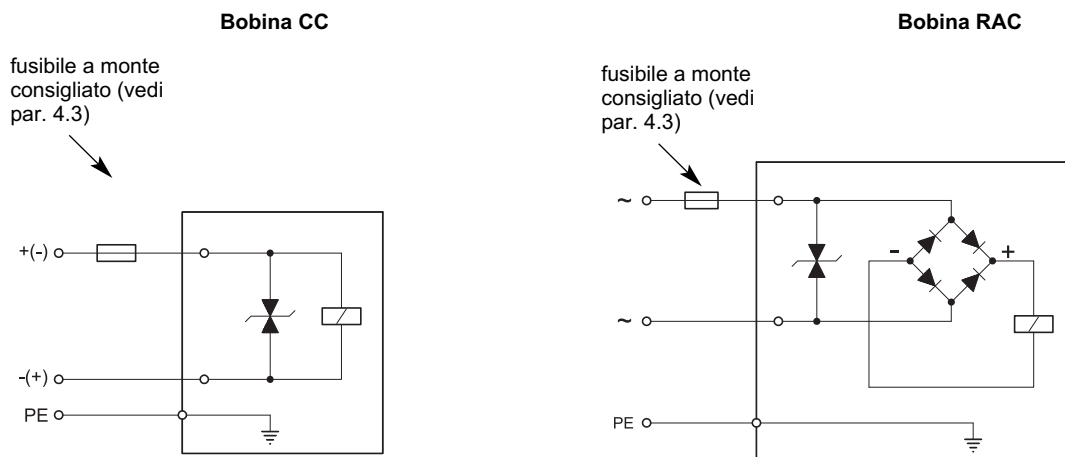 Bobina CC
fusibile a monte
consigliato (vedi
par. 4.3)
+(-)
-(+)
PE
Bobina RAC
fusibile a monte
consigliato (vedi
par. 4.3)
~
- +
~
PE